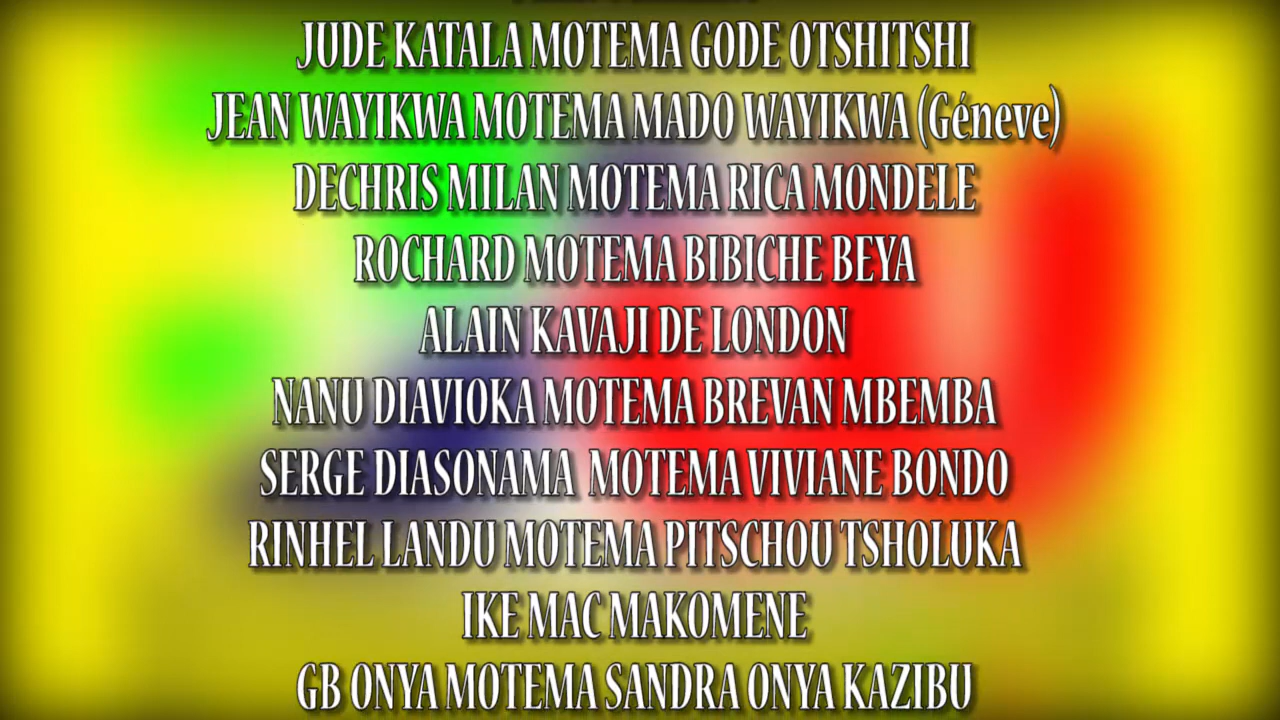 JUDE KATALA MOTEMA GODE OTSHITSHI
JEAN WAYIKWA MOTEMA MADO WAYIKWA (Géneve)
DECHRIS MILAN MOTEMA RICA MONDELE
ROCHARD MOTEMA BIBICHE BEYA
ALAIN KAVAJI DE LONDON
NANU DIAVIOKA MOTEMA BREVAN MBEMBA
SERGE DIASONAMA MOTEMA VIVIANE BONDO
RINHEL LANDU MOTEMA PITSCHOU TSHOLUKA
IKE MAC MAKOMENE
GB ONYA MOTEMA SANDRA ONYA KAZIBU